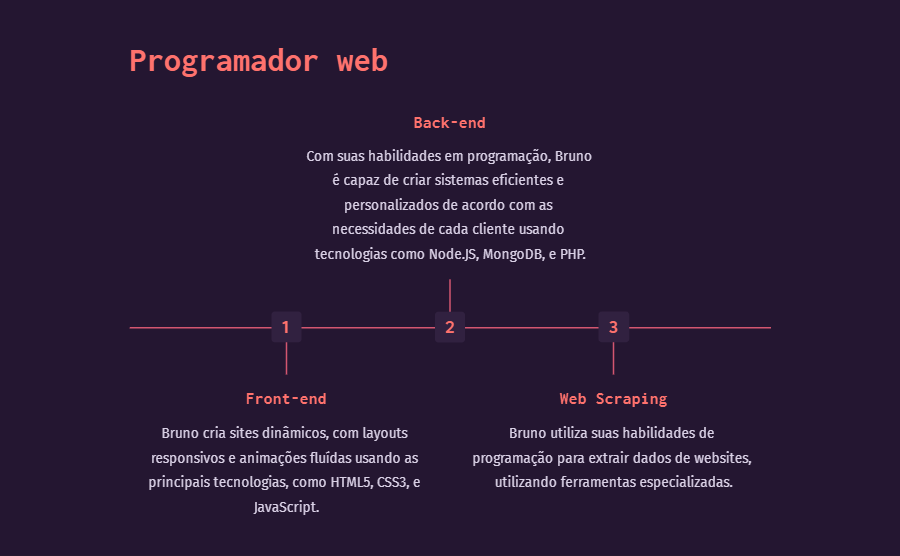 Programador web
Back-end
Com suas habilidades em programação, Bruno
é capaz de criar sistemas eficientes e
personalizados de acordo com as
necessidades de cada cliente usando
tecnologias como Node.JS, MongoDB, e PHP.
1
2
3
Front-end
Bruno cria sites dinâmicos, com layouts
responsivos e animações fluídas usando as
principais tecnologias, como HTML5, CSS3, e
JavaScript.
Web Scraping
Bruno utiliza suas habilidades de
programação para extrair dados de websites,
utilizando ferramentas especializadas.